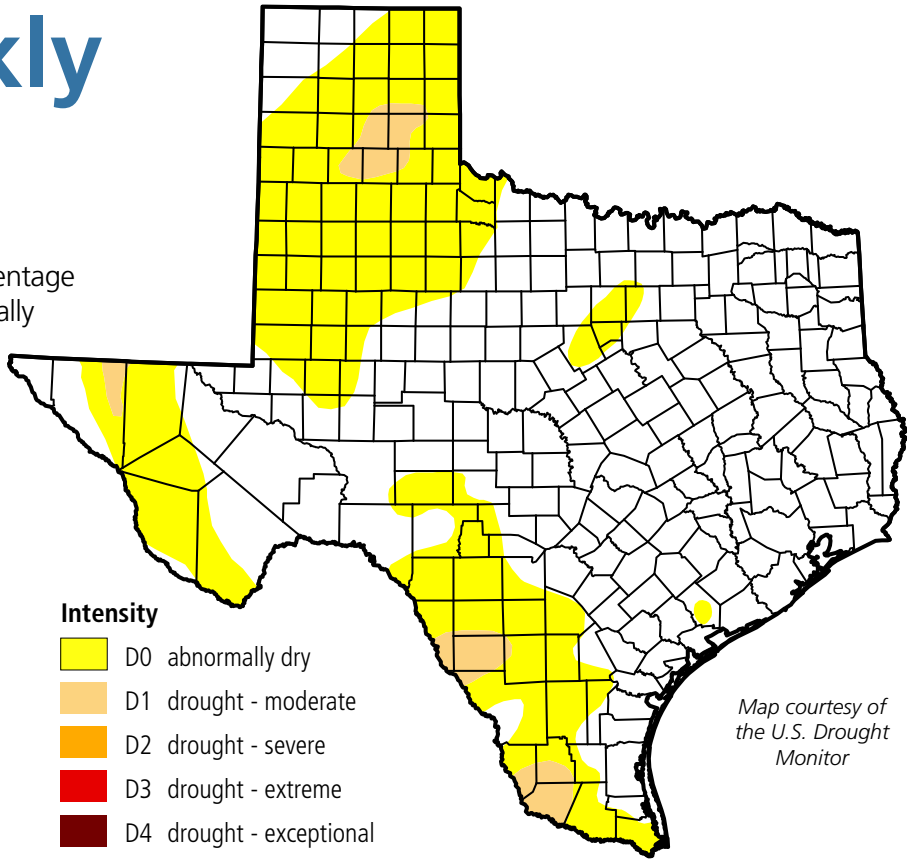 kly
entage
ally
Intensity
D0 abnormally dry
D1 drought - moderate
D2 drought - severe
D3 drought - extreme
D4 drought - exceptional
Map courtesy of
the U.S. Drought
Monitor